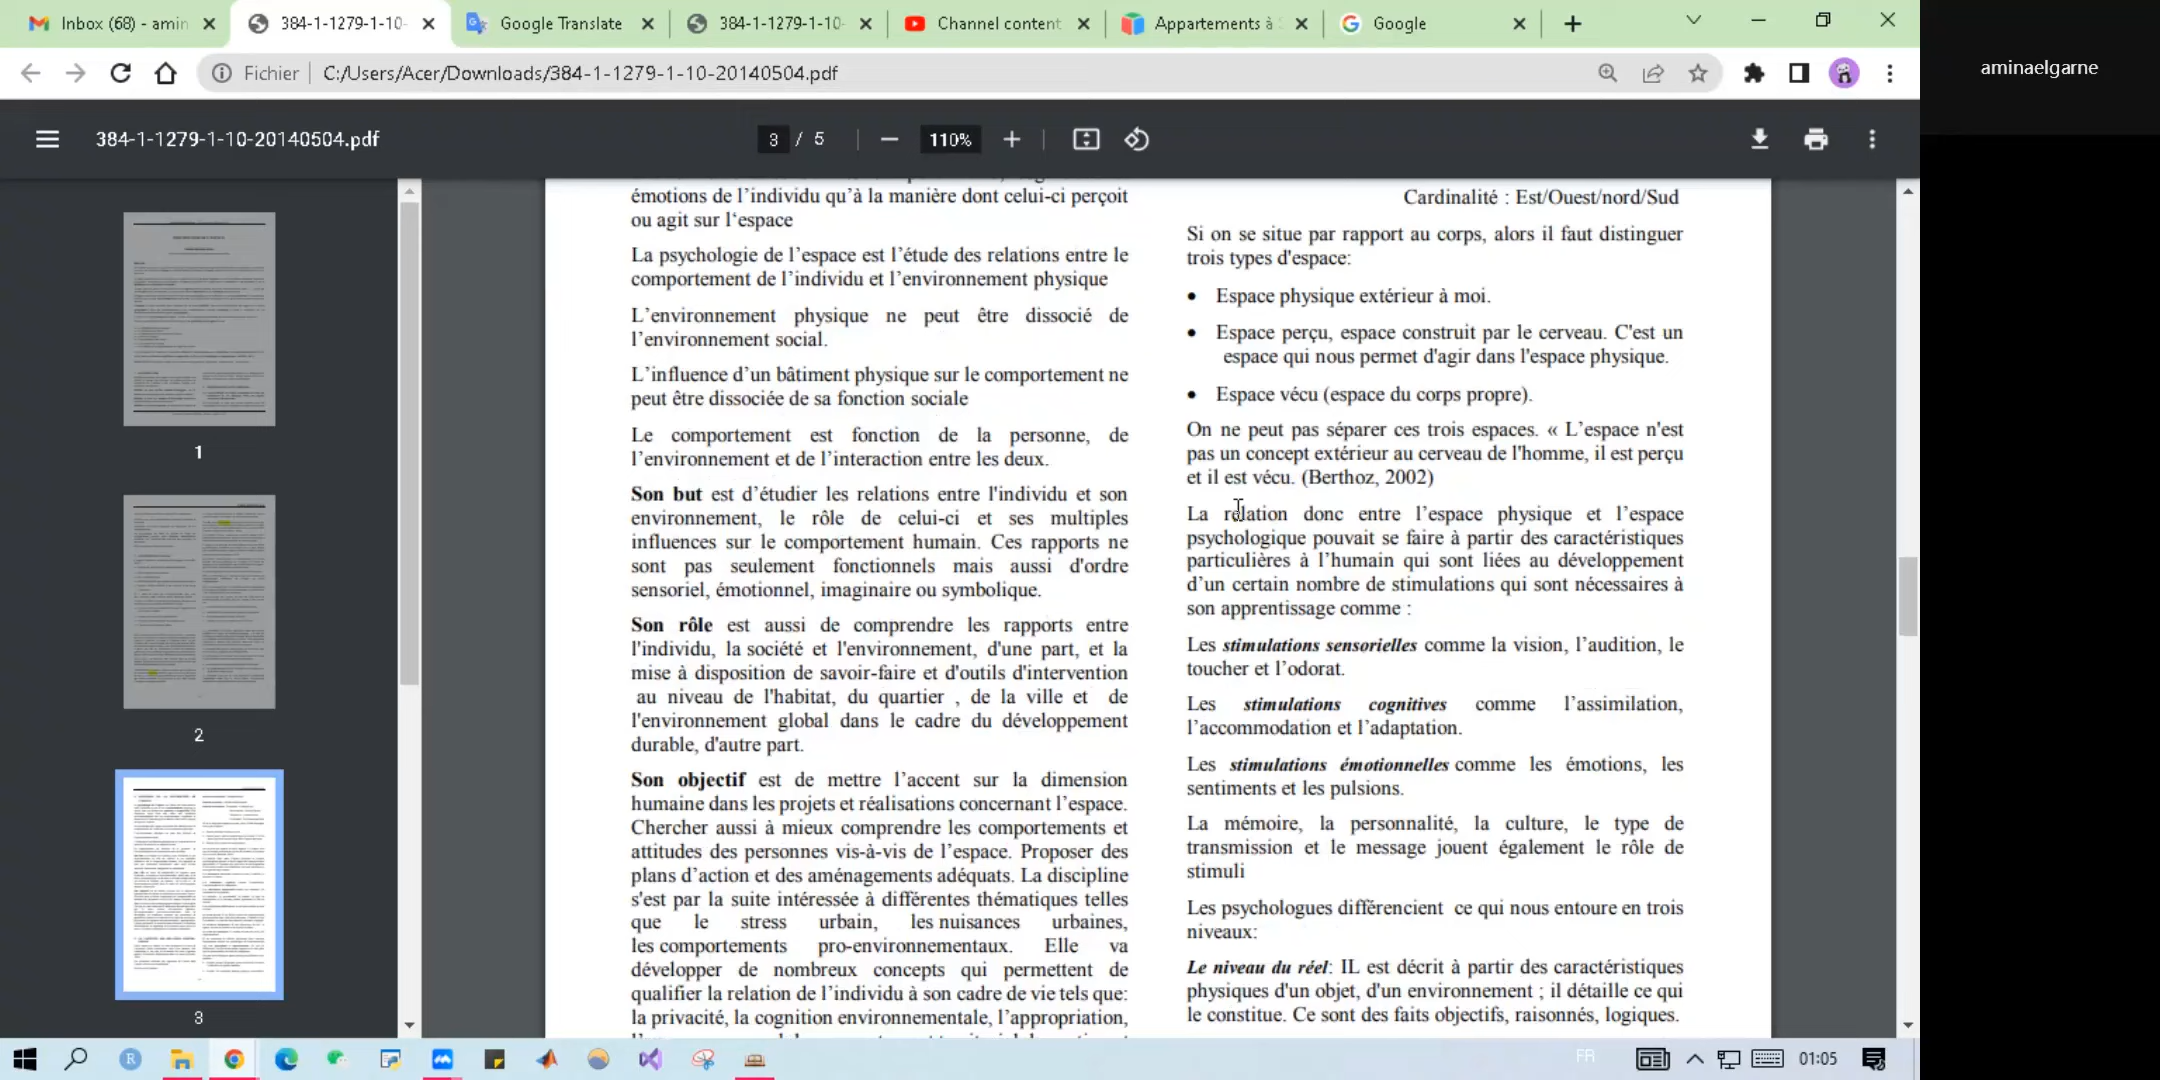 Inbox (68) - amin
384-1-1279-1-10-
Google Translate
384-1-1279-1-10-
Channel content
Appartements à
Google
aminaelgarne
Fichier
C:/Users/Acer/Downloads/384-1-1279-1-10-20140504.pdf
384-1-1279-1-10-20140504.pdf
3 / 5
110%
1
2
3
émotions de l’individu qu’à la manière dont celui-ci perçoit
ou agit sur l‘espace
La psychologie de l’espace est l’étude des relations entre le
comportement de l’individu et l’environnement physique
L’environnement physique ne peut être dissocié de
l’environnement social.
L’influence d’un bâtiment physique sur le comportement ne
peut être dissociée de sa fonction sociale
Le comportement est fonction de la personne, de
l’environnement et de l’interaction entre les deux.
Son but est d’étudier les relations entre l'individu et son
environnement, le rôle de celui-ci et ses multiples
influences sur le comportement humain. Ces rapports ne
sont pas seulement fonctionnels mais aussi d'ordre
sensoriel, émotionnel, imaginaire ou symbolique.
Son rôle est aussi de comprendre les rapports entre
l'individu, la société et l'environnement, d'une part, et la
mise à disposition de savoir-faire et d'outils d'intervention
au niveau de l'habitat, du quartier , de la ville et de
l'environnement global dans le cadre du développement
durable, d'autre part.
Son objectif est de mettre l’accent sur la dimension
humaine dans les projets et réalisations concernant l’espace.
Chercher aussi à mieux comprendre les comportements et
attitudes des personnes vis-à-vis de l’espace. Proposer des
plans d’action et des aménagements adéquats. La discipline
s'est par la suite intéressée à différentes thématiques telles
que le stress urbain, les nuisances urbaines,
les comportements pro-environnementaux. Elle va
développer de nombreux concepts qui permettent de
qualifier la relation de l’individu à son cadre de vie tels que:
la privacité, la cognition environnementale, l’appropriation,
Cardinalité : Est/Ouest/nord/Sud
Si on se situe par rapport au corps, alors il faut distinguer
trois types d'espace:
• Espace physique extérieur à moi.
• Espace perçu, espace construit par le cerveau. C'est un
espace qui nous permet d'agir dans l'espace physique.
• Espace vécu (espace du corps propre).
On ne peut pas séparer ces trois espaces. « L’espace n'est
pas un concept extérieur au cerveau de l'homme, il est perçu
et il est vécu. (Berthoz, 2002)
La relation donc entre l’espace physique et l’espace
psychologique pouvait se faire à partir des caractéristiques
particulières à l’humain qui sont liées au développement
d’un certain nombre de stimulations qui sont nécessaires à
son apprentissage comme :
Les stimulations sensorielles comme la vision, l’audition, le
toucher et l’odorat.
Les stimulations cognitives comme l’assimilation,
l’accommodation et l’adaptation.
Les stimulations émotionnelles comme les émotions, les
sentiments et les pulsions.
La mémoire, la personnalité, la culture, le type de
transmission et le message jouent également le rôle de
stimuli
Les psychologues différencient ce qui nous entoure en trois
niveaux:
Le niveau du réel: IL est décrit à partir des caractéristiques
physiques d'un objet, d'un environnement ; il détaille ce qui
le constitue. Ce sont des faits objectifs, raisonnés, logiques.
FR
01:05